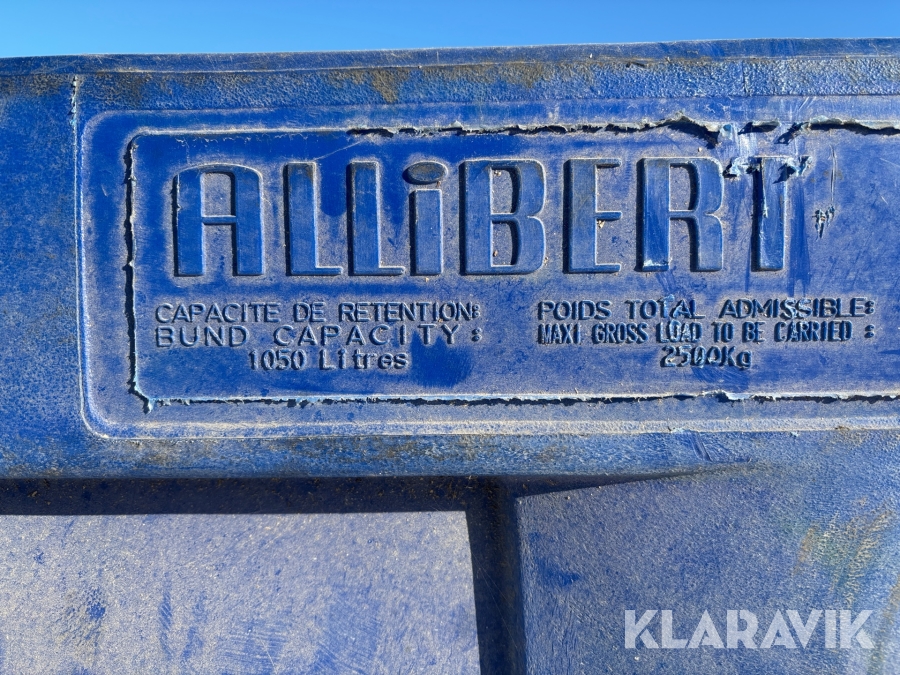 ALLiBERT
CAPACITE DE RETENTION:
BUND CAPACITY :
1050 Litres
POIDS TOTAL ADMISSIBLE:
MAXI GROSS LOAD TO BE CARRIED :
2500Kg
KLARAVIK